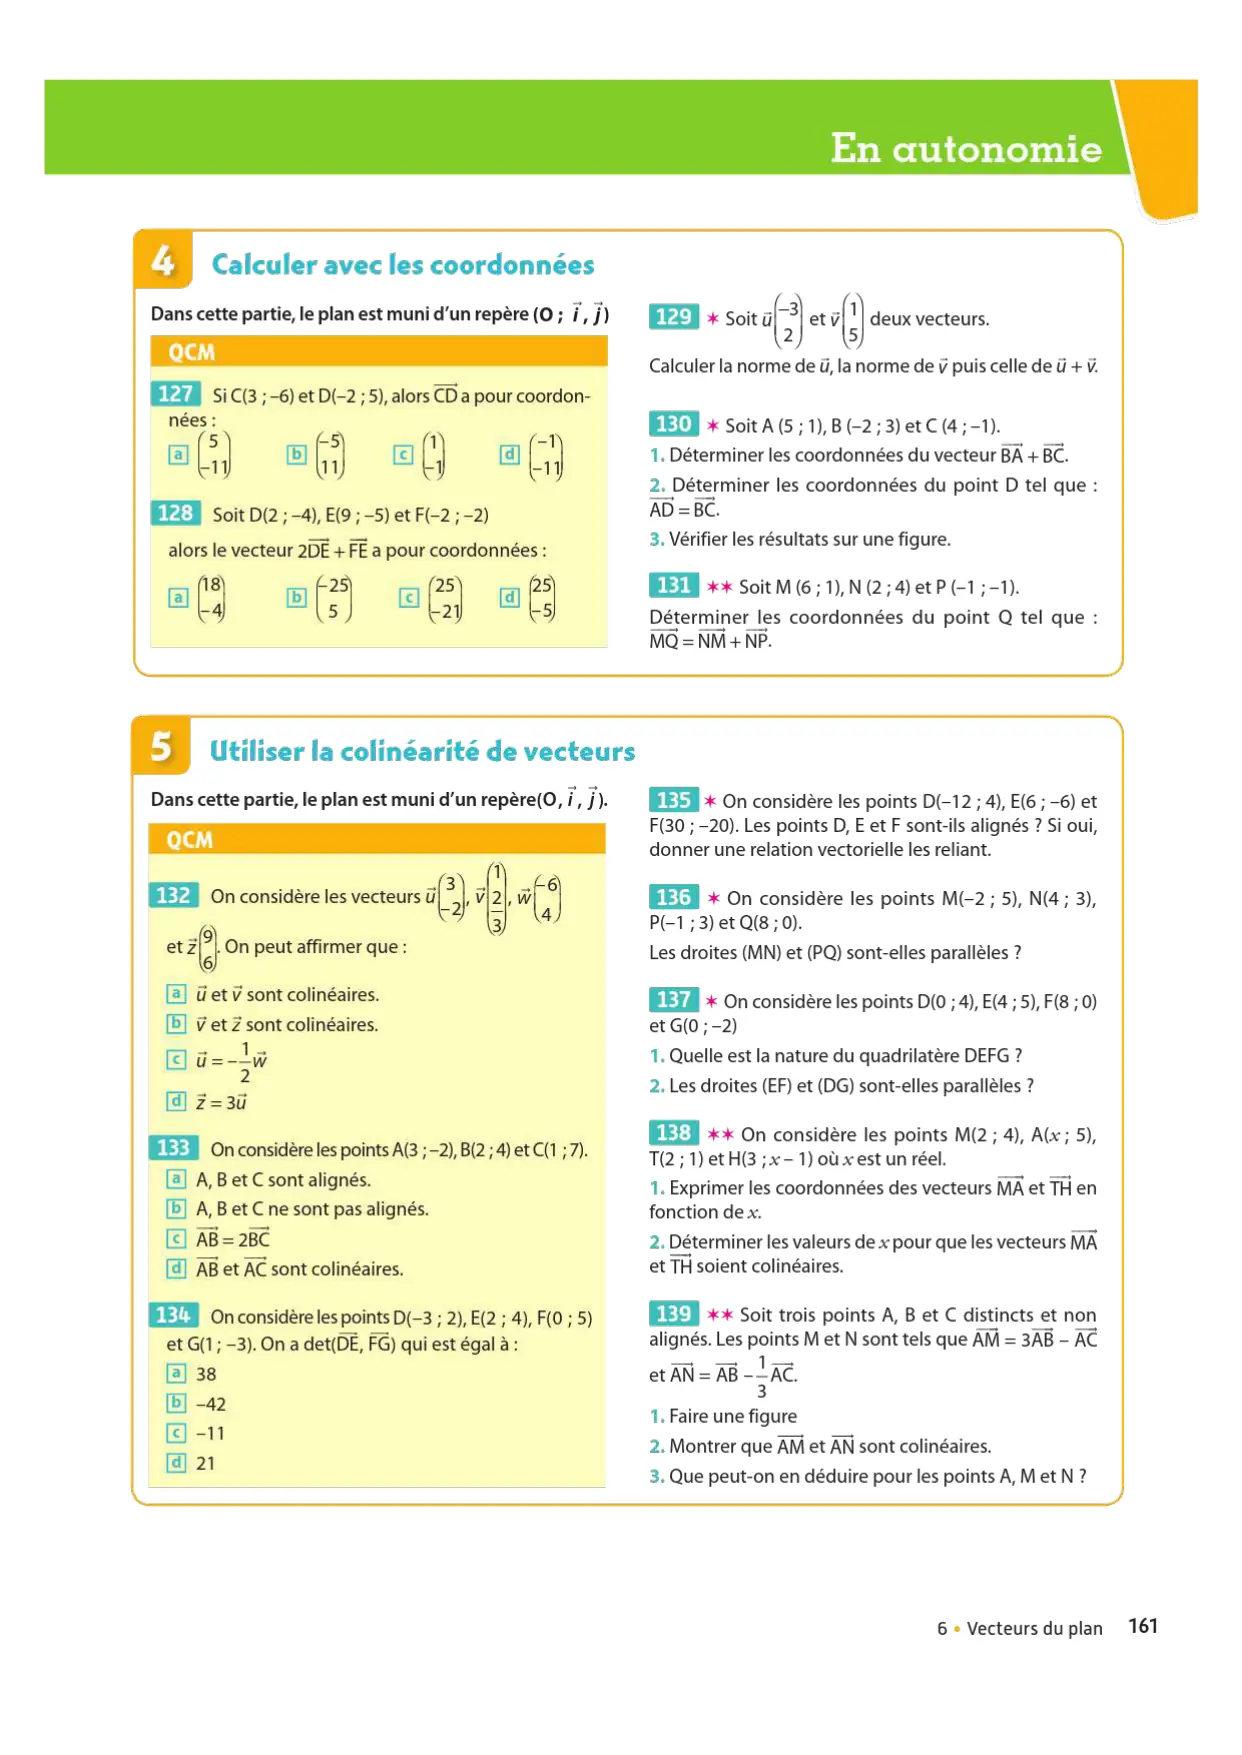 En autonomie
4 Calculer avec les coordonnées
Dans cette partie, le plan est muni d'un repère (O ; i⃗, j⃗)
QCM
127 Si C(3 ; –6) et D(–2 ; 5), alors CD⃗ a pour coordon-
nées :
a (5 ; –11) b (–5 ; 11) c (1 ; –1) d (–1 ; –11)
128 Soit D(2 ; –4), E(9 ; –5) et F(–2 ; –2)
alors le vecteur 2DE⃗ + FE⃗ a pour coordonnées :
a (18 ; –4) b (–25 ; 5) c (25 ; –21) d (25 ; –5)
129 ✶ Soit u⃗ (–3 ; 2) et v⃗ (1 ; 5) deux vecteurs.
Calculer la norme de u⃗, la norme de v⃗ puis celle de u⃗ + v⃗.
130 ✶ Soit A (5 ; 1), B (–2 ; 3) et C (4 ; –1).
1. Déterminer les coordonnées du vecteur BA⃗ + BC⃗.
2. Déterminer les coordonnées du point D tel que :
AD⃗ = BC⃗.
3. Vérifier les résultats sur une figure.
131 ✶✶ Soit M (6 ; 1), N (2 ; 4) et P (–1 ; –1).
Déterminer les coordonnées du point Q tel que :
MQ⃗ = NM⃗ + NP⃗.
5 Utiliser la colinéarité de vecteurs
Dans cette partie, le plan est muni d'un repère(O, i⃗, j⃗).
QCM
132 On considère les vecteurs u⃗ (3 ; –2), v⃗ (1 ; 2/3), w⃗ (–6 ; 4)
et z⃗ (9 ; 6). On peut affirmer que :
a u⃗ et v⃗ sont colinéaires.
b v⃗ et z⃗ sont colinéaires.
c u⃗ = –1/2 w⃗
d z⃗ = 3u⃗
133 On considère les points A(3 ; –2), B(2 ; 4) et C(1 ; 7).
a A, B et C sont alignés.
b A, B et C ne sont pas alignés.
c AB⃗ = 2BC⃗
d AB⃗ et AC⃗ sont colinéaires.
134 On considère les points D(–3 ; 2), E(2 ; 4), F(0 ; 5)
et G(1 ; –3). On a det(DE⃗, FG⃗) qui est égal à :
a 38
b –42
c –11
d 21
135 ✶ On considère les points D(–12 ; 4), E(6 ; –6) et
F(30 ; –20). Les points D, E et F sont-ils alignés ? Si oui,
donner une relation vectorielle les reliant.
136 ✶ On considère les points M(–2 ; 5), N(4 ; 3),
P(–1 ; 3) et Q(8 ; 0).
Les droites (MN) et (PQ) sont-elles parallèles ?
137 ✶ On considère les points D(0 ; 4), E(4 ; 5), F(8 ; 0)
et G(0 ; –2)
1. Quelle est la nature du quadrilatère DEFG ?
2. Les droites (EF) et (DG) sont-elles parallèles ?
138 ✶✶ On considère les points M(2 ; 4), A(x ; 5),
T(2 ; 1) et H(3 ; x – 1) où x est un réel.
1. Exprimer les coordonnées des vecteurs MA⃗ et TH⃗ en
fonction de x.
2. Déterminer les valeurs de x pour que les vecteurs MA⃗
et TH⃗ soient colinéaires.
139 ✶✶ Soit trois points A, B et C distincts et non
alignés. Les points M et N sont tels que AM⃗ = 3AB⃗ – AC⃗
et AN⃗ = AB⃗ – 1/3 AC⃗.
1. Faire une figure
2. Montrer que AM⃗ et AN⃗ sont colinéaires.
3. Que peut-on en déduire pour les points A, M et N ?
6 • Vecteurs du plan 161